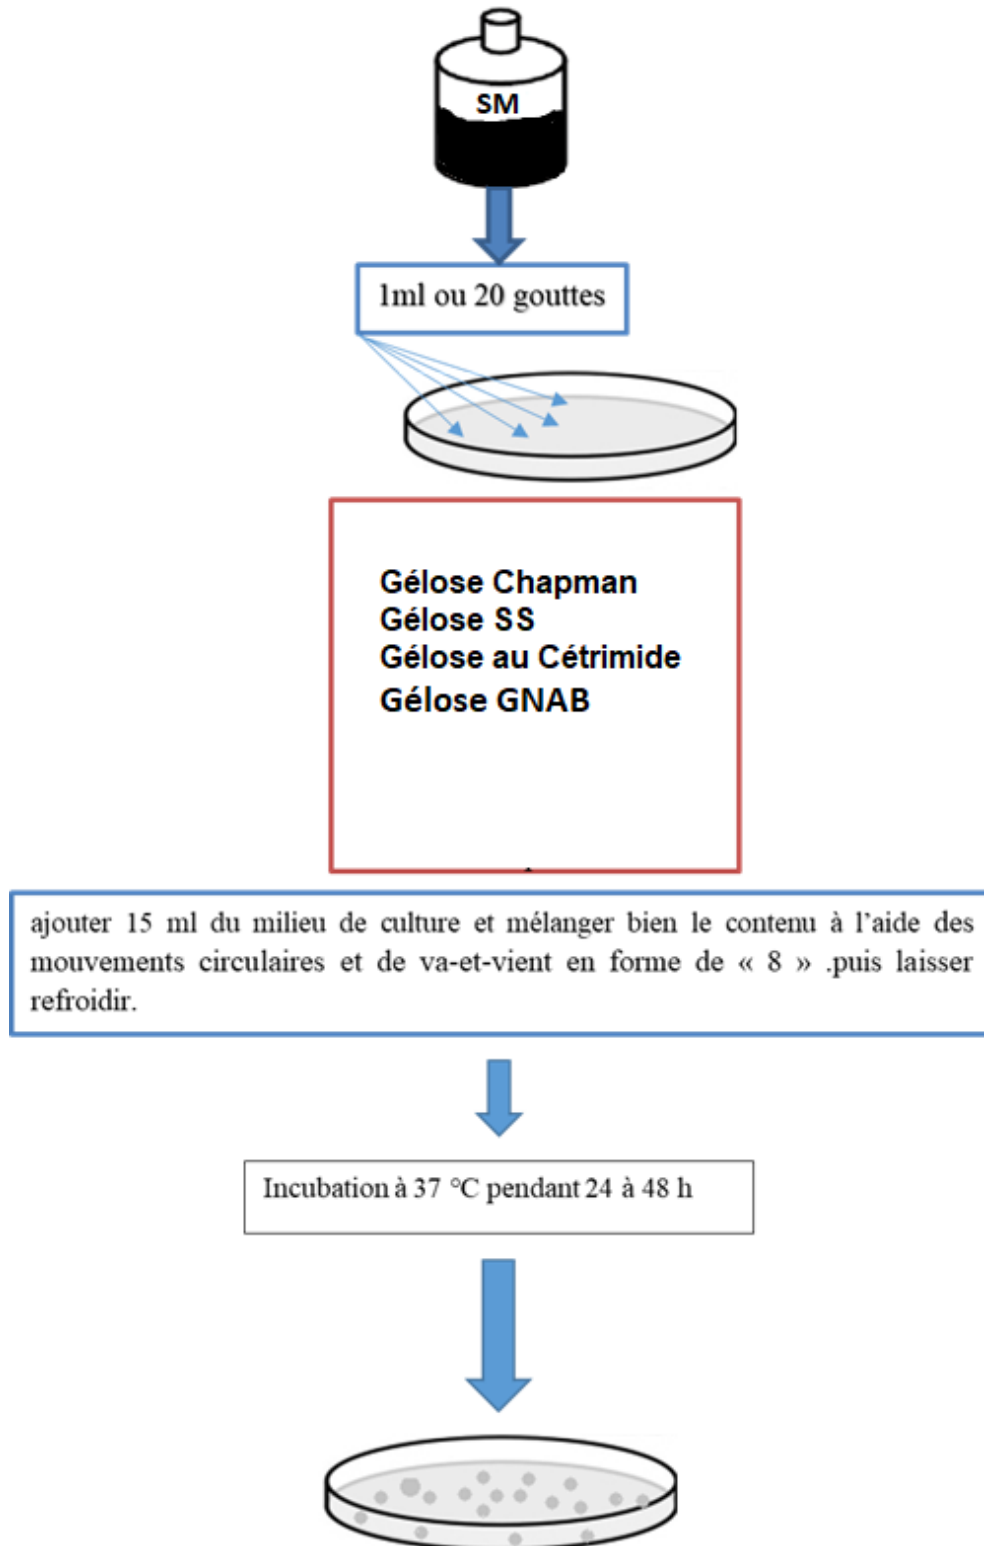 SM
1ml ou 20 gouttes
Gélose Chapman
Gélose SS
Gélose au Cétrimide
Gélose GNAB
ajouter 15 ml du milieu de culture et mélanger bien le contenu à l’aide des
mouvements circulaires et de va-et-vient en forme de « 8 » .puis laisser
refroidir.
Incubation à 37 °C pendant 24 à 48 h